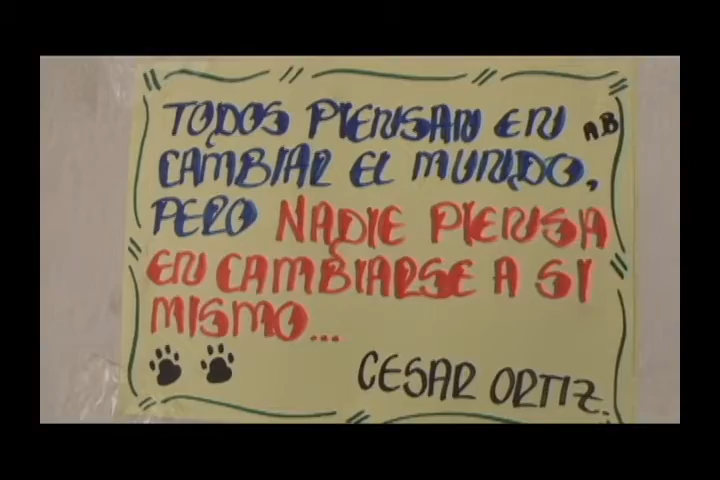 TODOS PIENSAN EN
A.B
CAMBIAR EL MUNDO,
PERO NADIE PIENSA
EN CAMBIARSE A SI
MISMO...
CESAR ORTIZ.